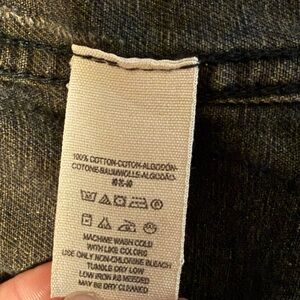 100% COTTON-COTON-ALGODÓN-
COTONE-BAUMWOLLE-ALGODÃO-
MACHINE WASH COLD
WITH LIKE COLORS
USE ONLY NON-CHLORINE BLEACH
TUMBLE DRY LOW
LOW IRON AS NEEDED
MAY BE DRY CLEANED